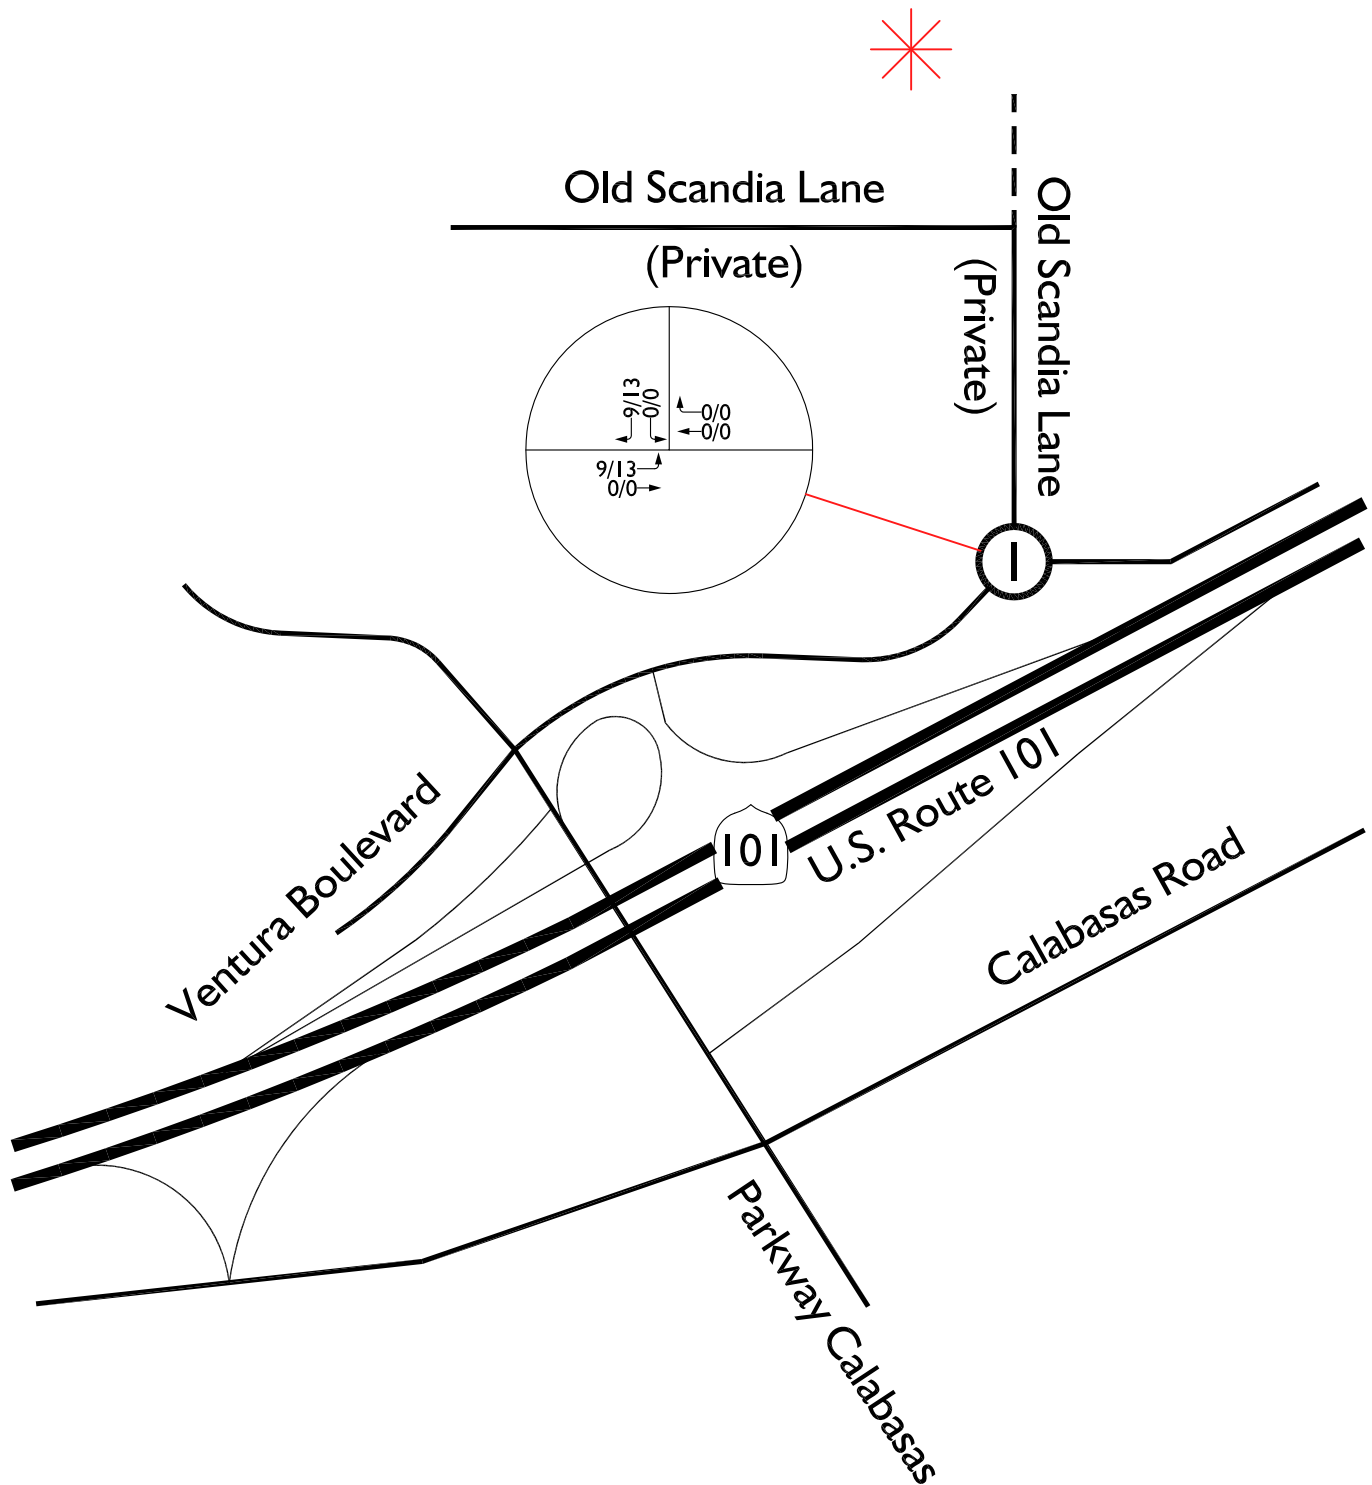 Old Scandia Lane
(Private)
Old Scandia Lane
(Private)
9/13
0/0
0/0
0/0
9/13
0/0
1
101
U.S. Route 101
Ventura Boulevard
Calabasas Road
Parkway Calabasas